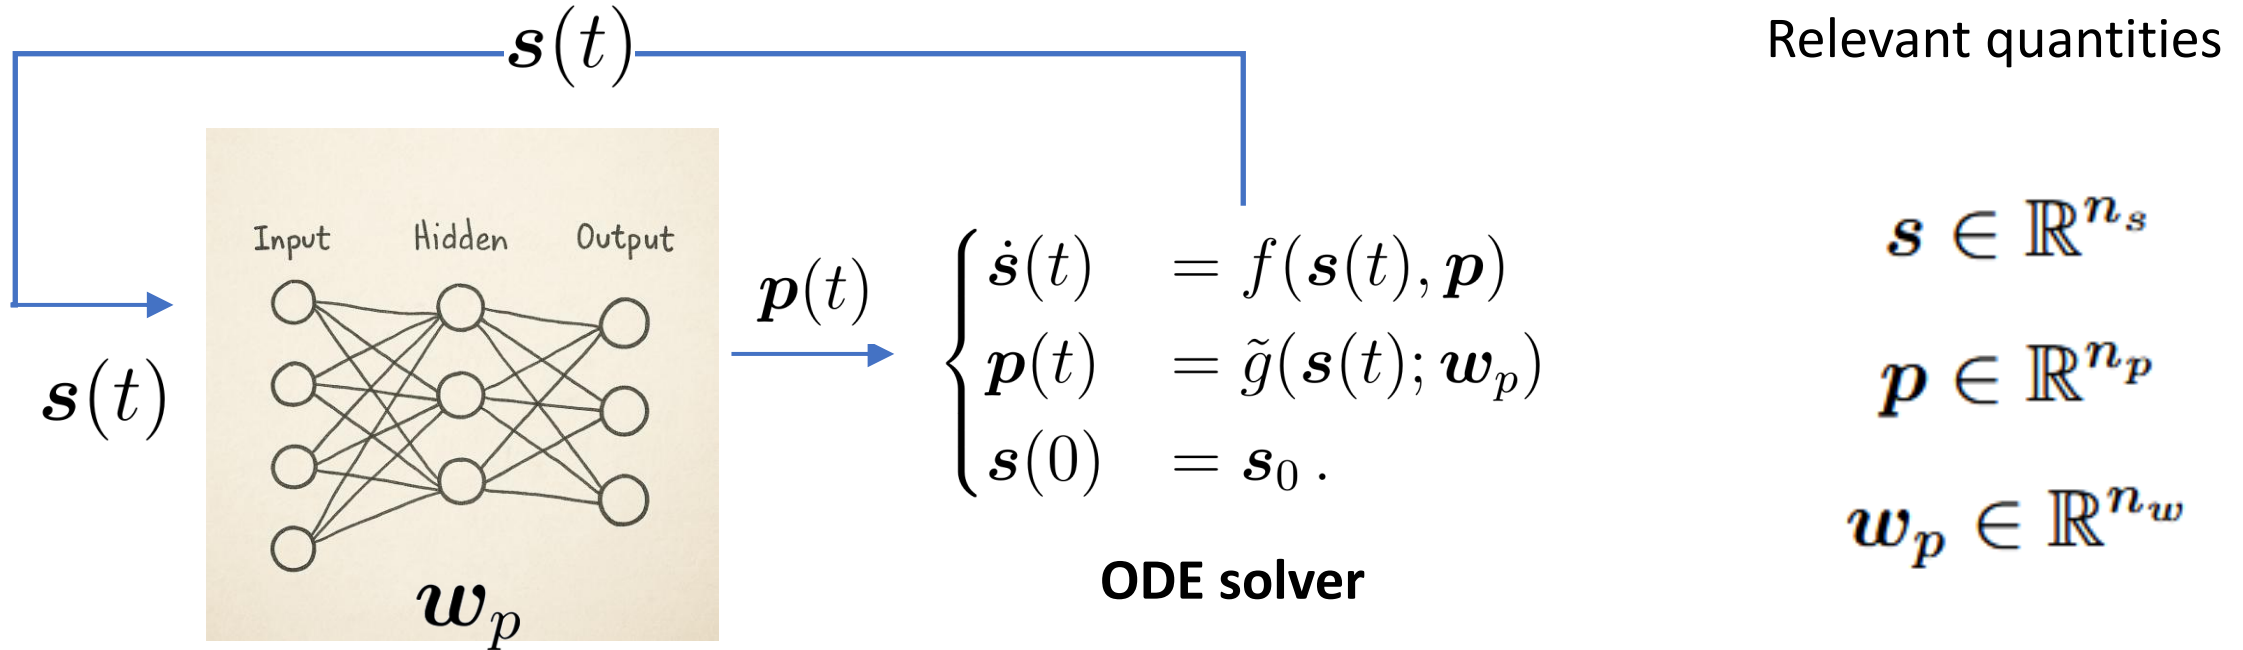 s(t)
Relevant quantities
Input Hidden Output
s(t)
p(t)
w_p
ṡ(t) = f(s(t), p)
p(t) = g̃(s(t); w_p)
s(0) = s_0 .
ODE solver
s ∈ ℝ^{n_s}
p ∈ ℝ^{n_p}
w_p ∈ ℝ^{n_w}